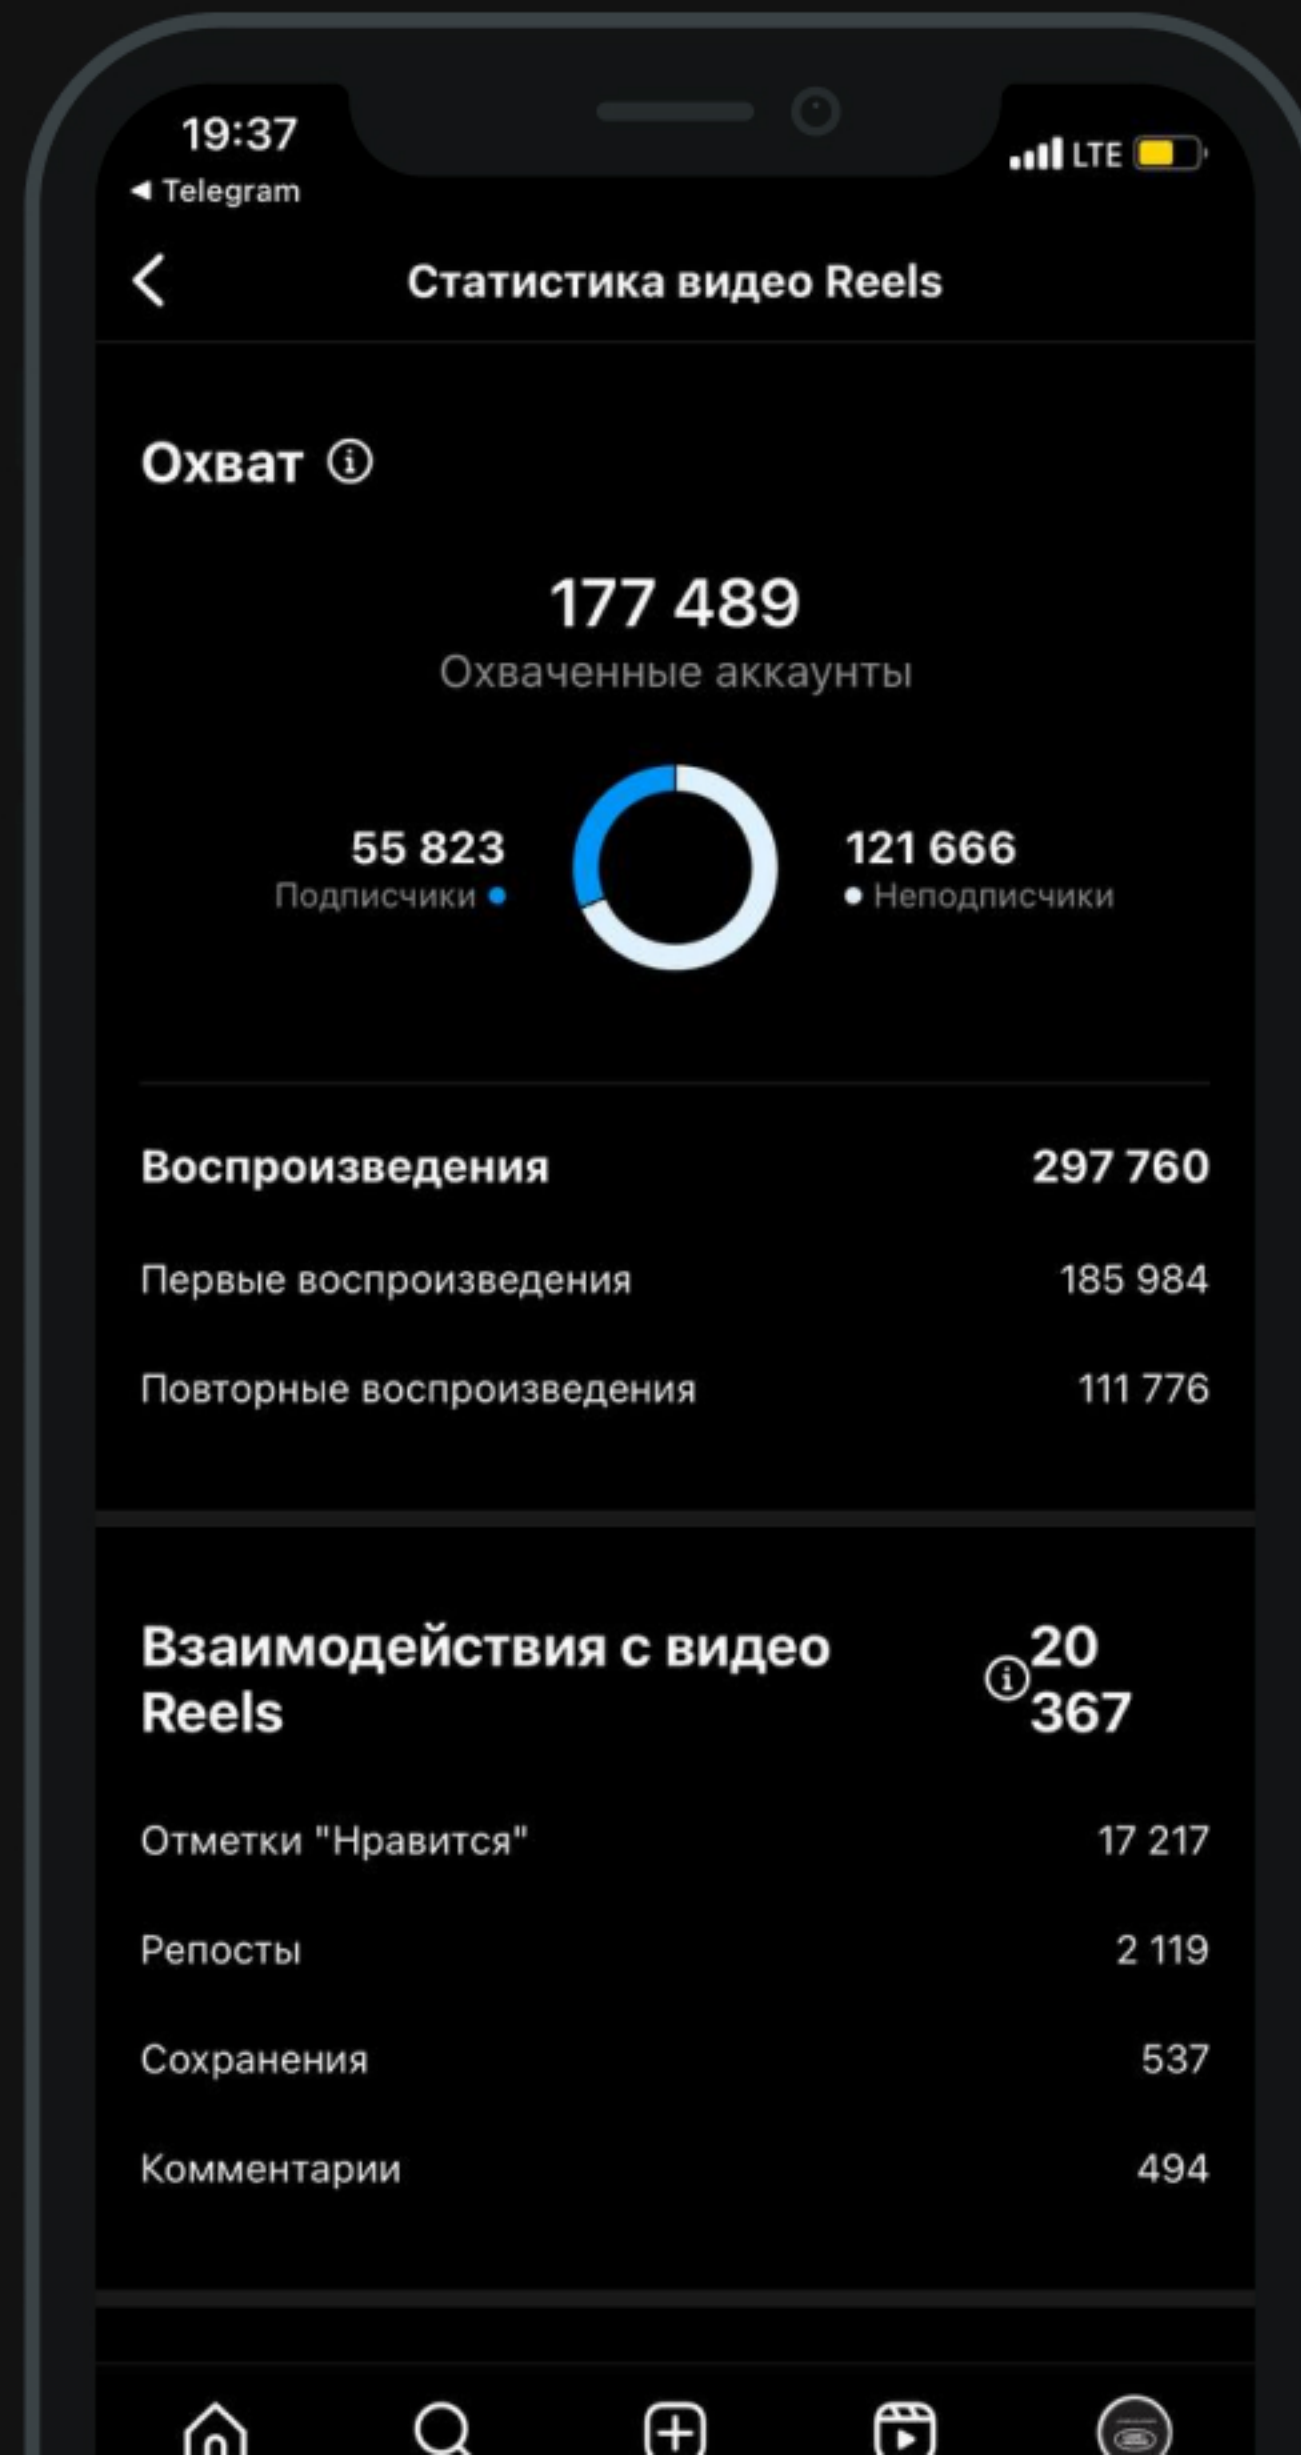 19:37
LTE
◀ Telegram
Статистика видео Reels
Охват
177 489
Охваченные аккаунты
55 823
Подписчики
121 666
Неподписчики
Воспроизведения 297 760
Первые воспроизведения 185 984
Повторные воспроизведения 111 776
Взаимодействия с видео
Reels
20
367
Отметки "Нравится" 17 217
Репосты 2 119
Сохранения 537
Комментарии 494